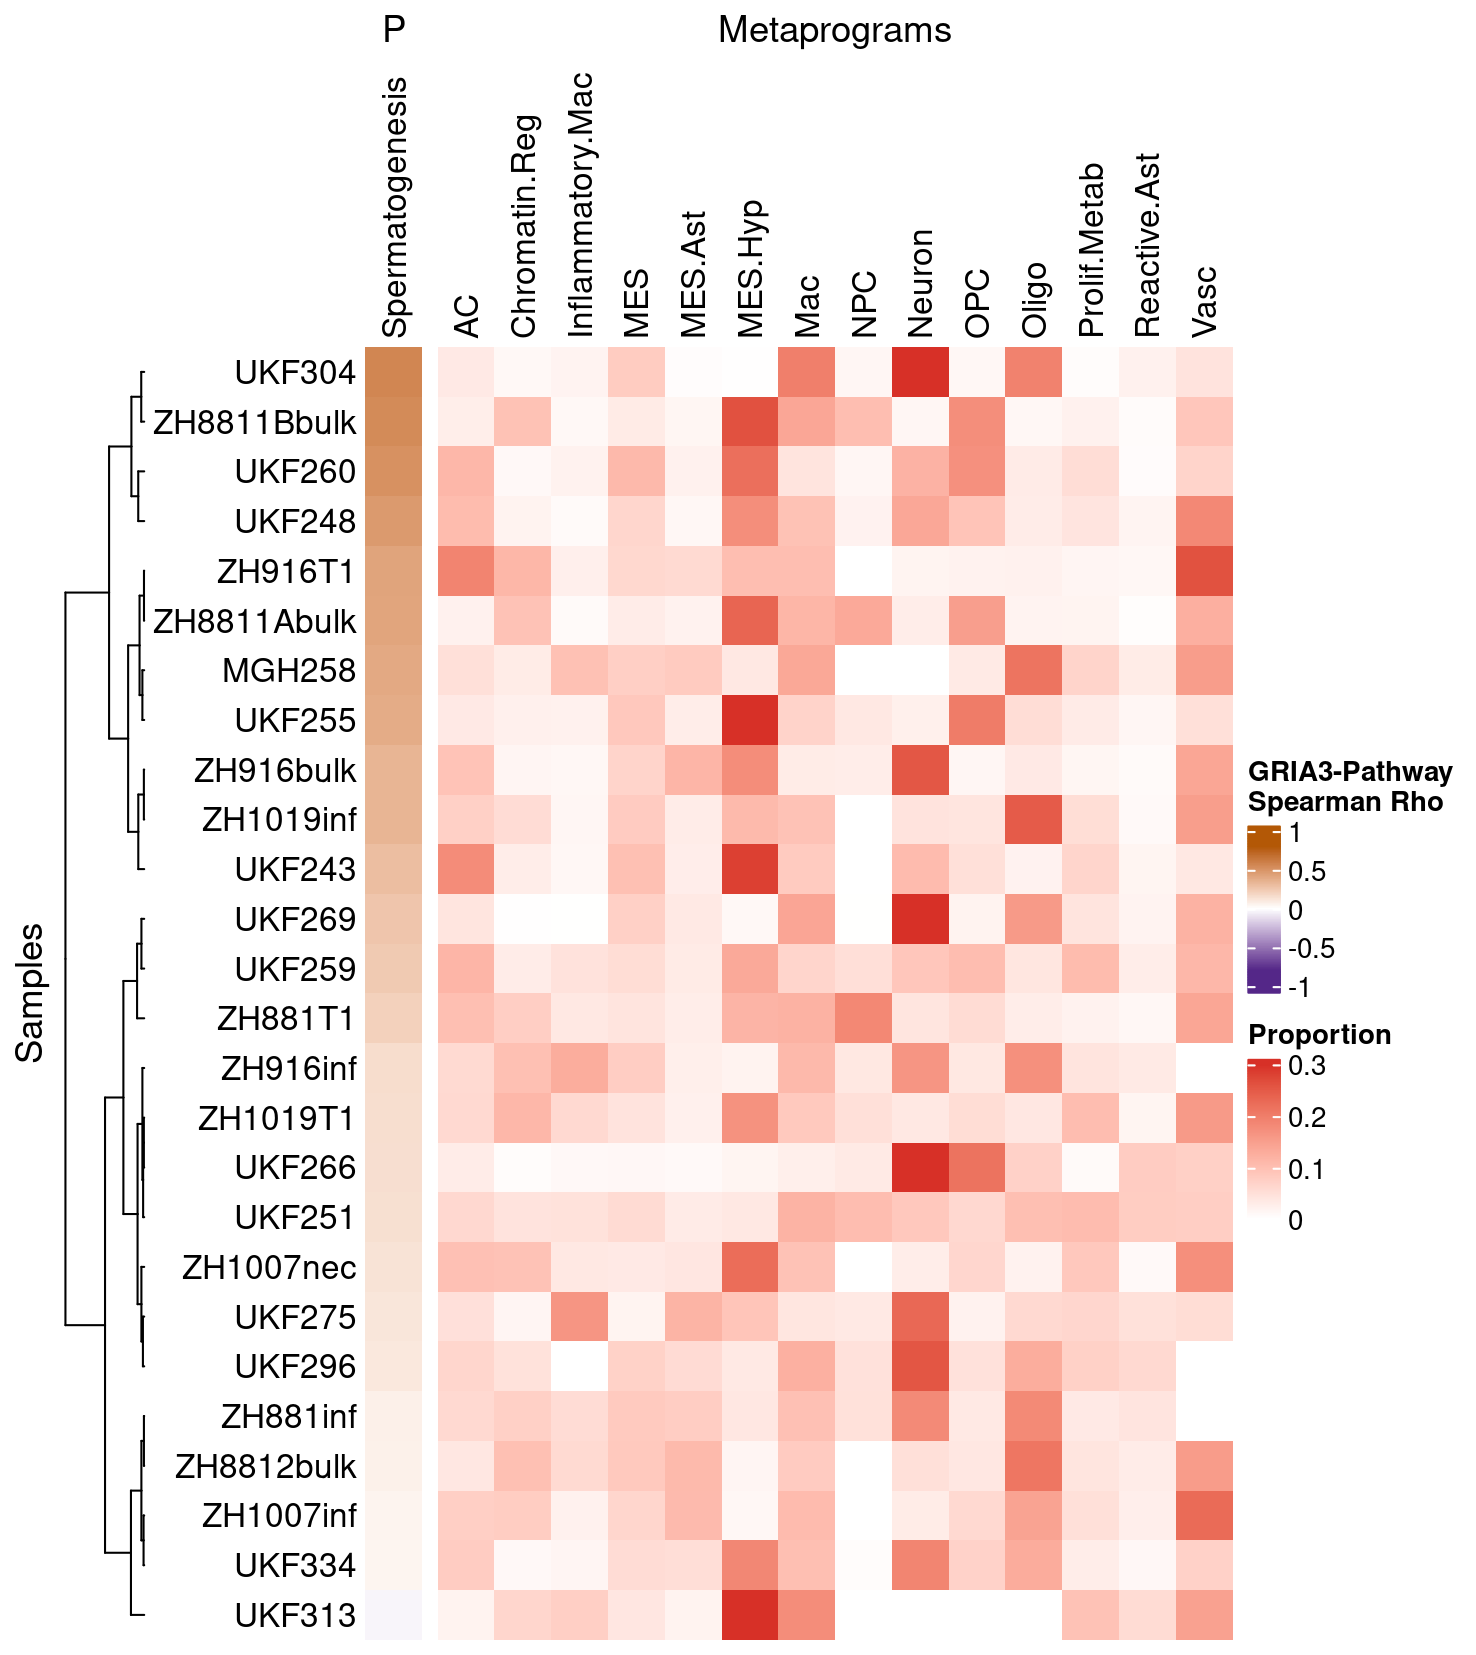 P
Metaprograms
Spermatogenesis
AC
Chromatin.Reg
Inflammatory.Mac
MES
MES.Ast
MES.Hyp
Mac
NPC
Neuron
OPC
Oligo
Prolif.Metab
Reactive.Ast
Vasc
Samples
UKF304
ZH8811Bbulk
UKF260
UKF248
ZH916T1
ZH8811Abulk
MGH258
UKF255
ZH916bulk
ZH1019inf
UKF243
UKF269
UKF259
ZH881T1
ZH916inf
ZH1019T1
UKF266
UKF251
ZH1007nec
UKF275
UKF296
ZH881inf
ZH8812bulk
ZH1007inf
UKF334
UKF313
GRIA3-Pathway
Spearman Rho
1
0.5
0
-0.5
-1
Proportion
0.3
0.2
0.1
0